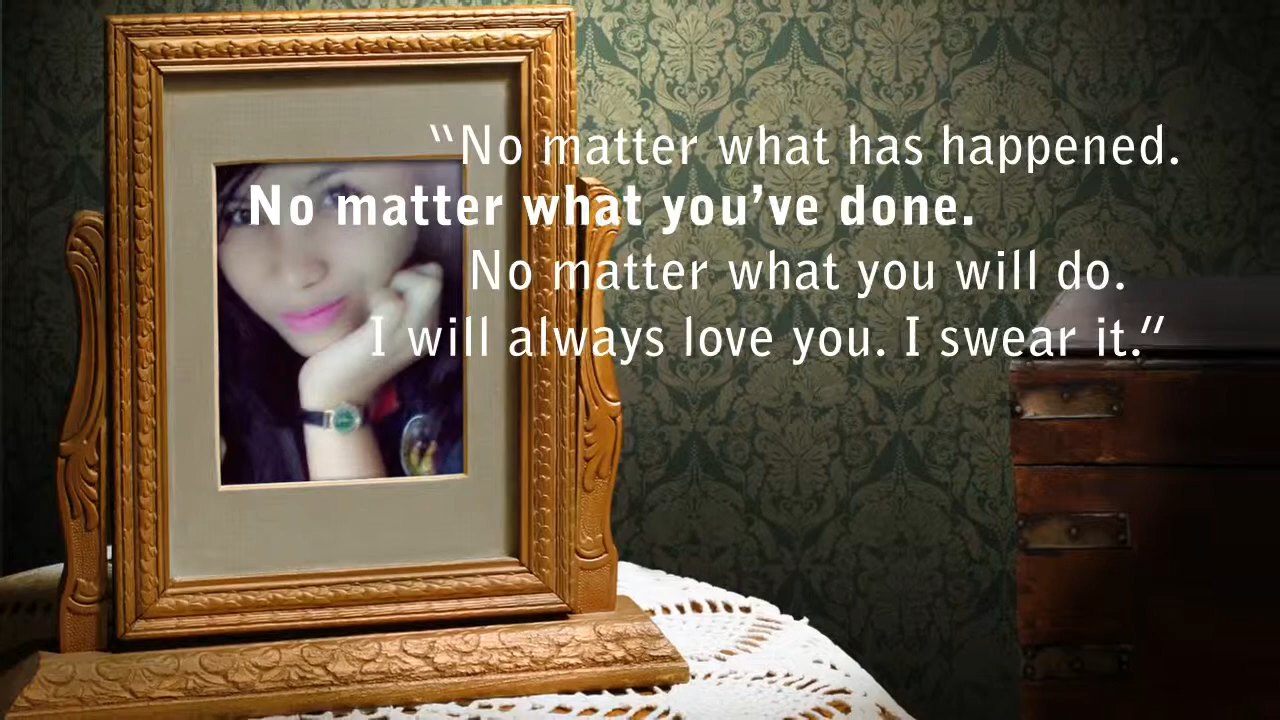 “No matter what has happened.
No matter what you’ve done.
No matter what you will do.
I will always love you. I swear it.”